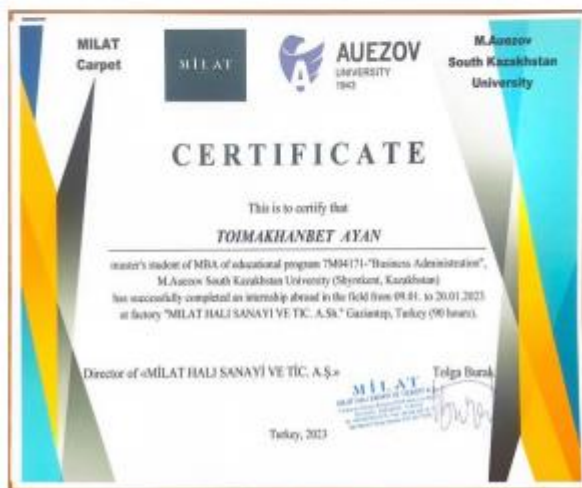 MILAT
Carpet
MİLAT
AUEZOV
UNIVERSITY
1943
M.Auezov
South Kazakhstan
University
CERTIFICATE
This is to certify that
TOIMAKHANBET AYAN
master's student of MBA of educational program 7M04171-"Business Administration",
M.Auezov South Kazakhstan University (Shymkent, Kazakhstan)
has successfully completed an internship abroad in the field from 09.01. to 20.01.2023
at factory "MILAT HALI SANAYI VE TIC. A.Sh." Gaziantep, Turkey (90 hours).
Director of «MİLAT HALI SANAYİ VE TİC. A.Ş.»
Tolga Burak
MİLAT
Turkey, 2023